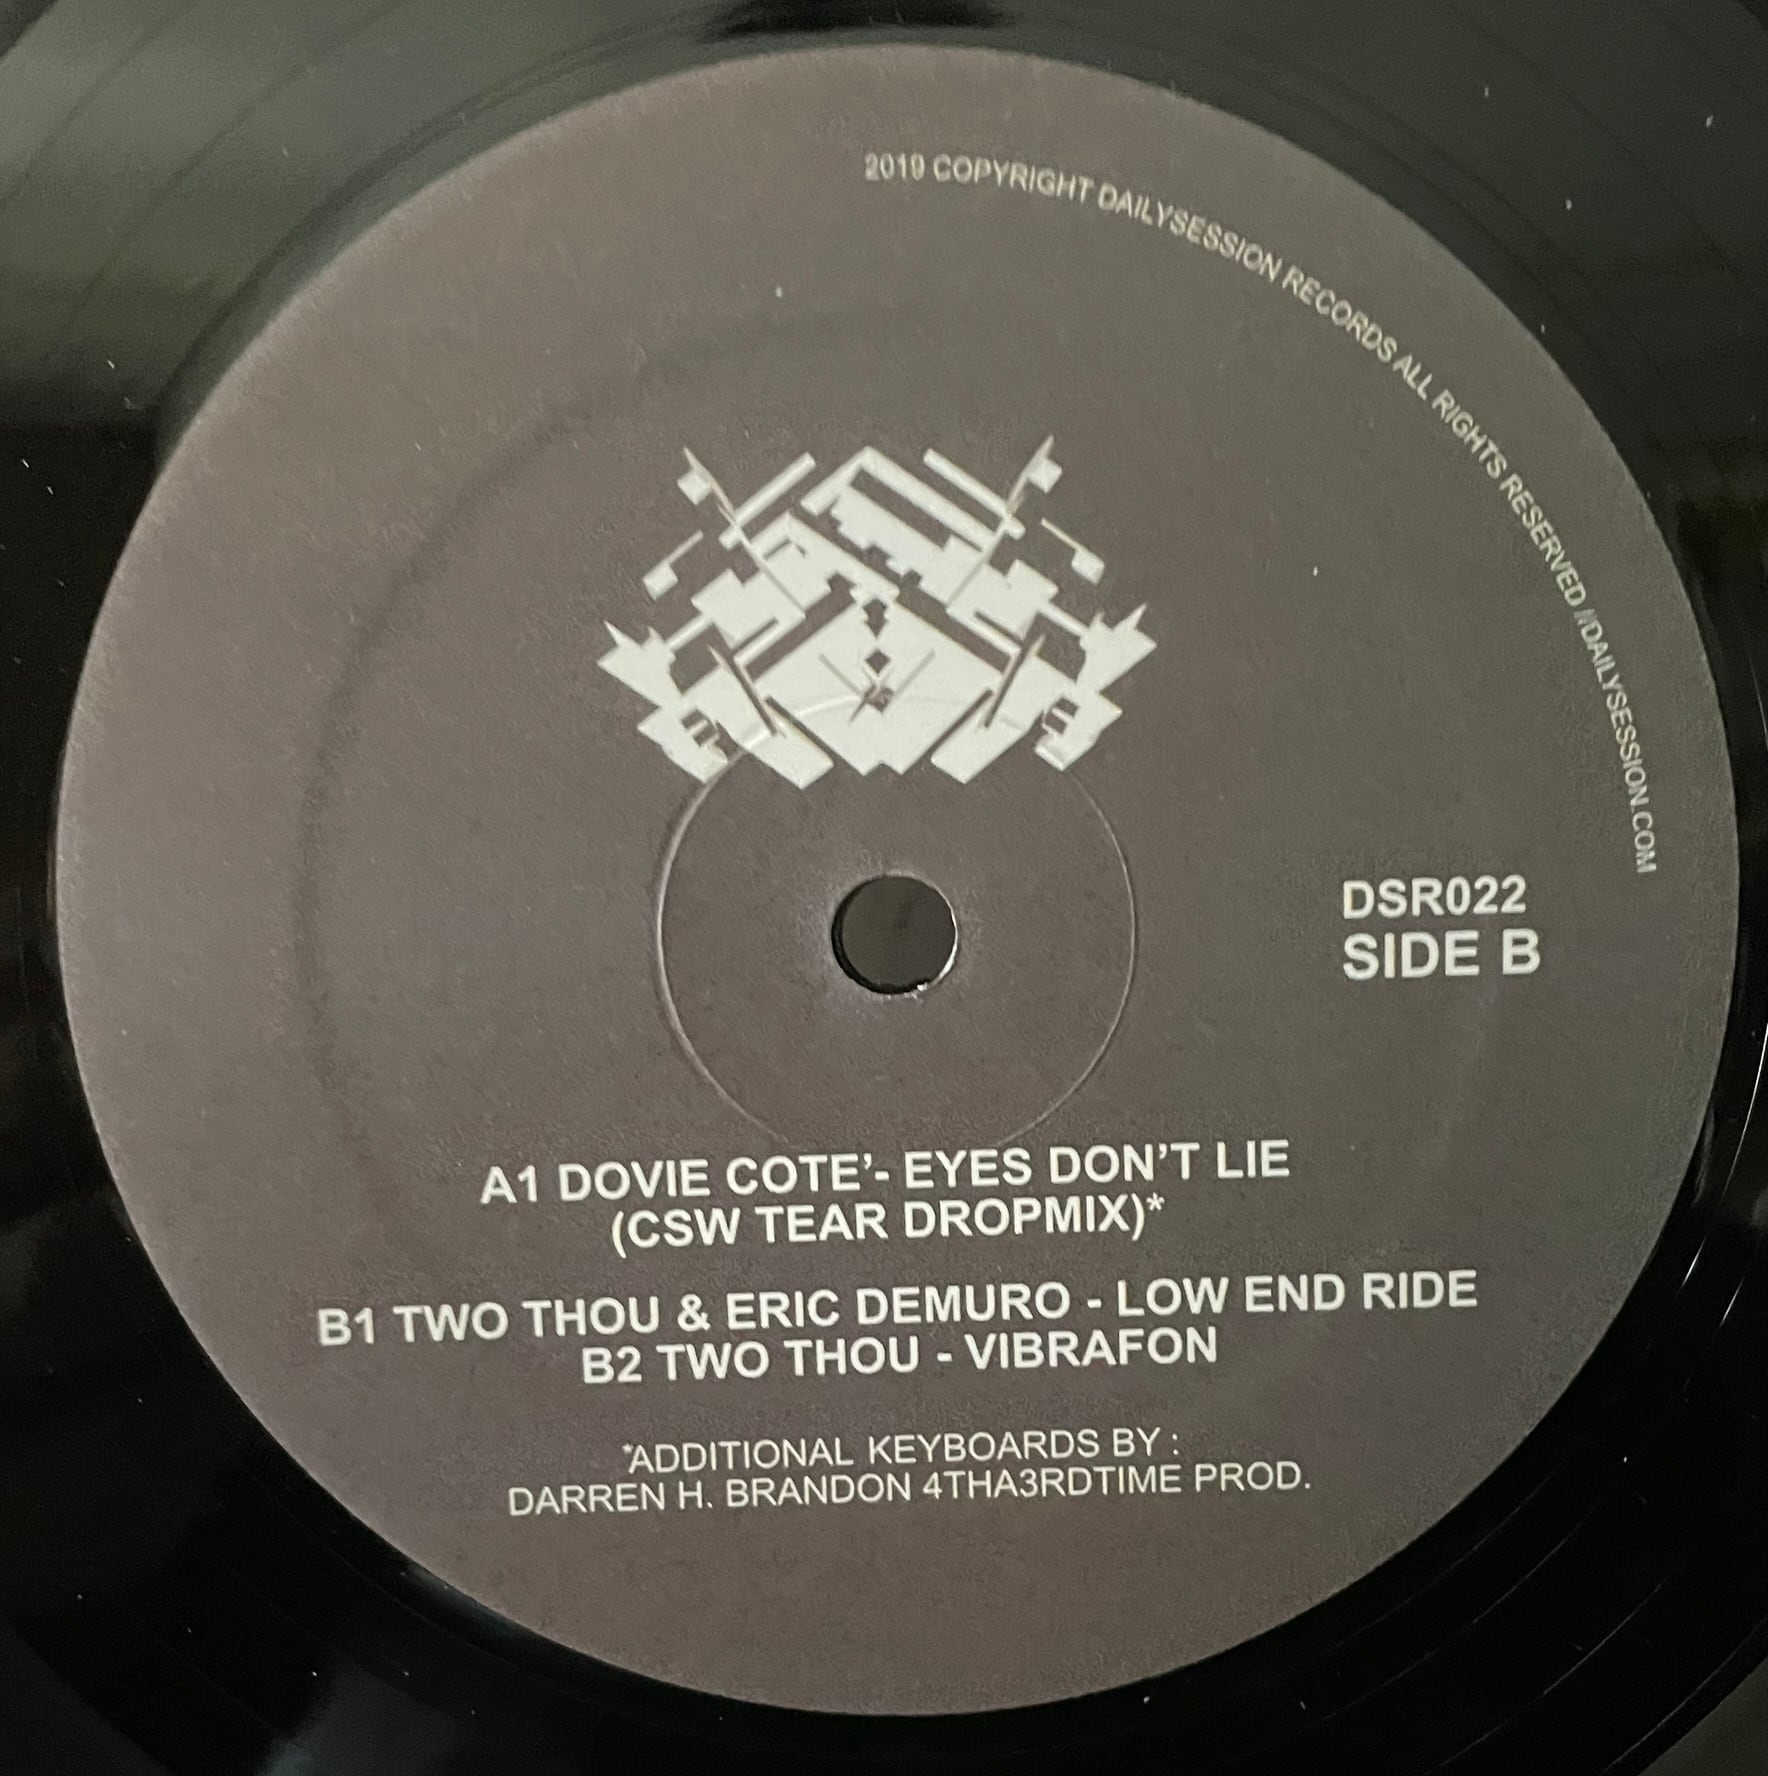 2019 COPYRIGHT DAILYSESSION RECORDS ALL RIGHTS RESERVED //DAILYSESSION.COM
DSR022
SIDE B
A1 DOVIE COTE’- EYES DON’T LIE
(CSW TEAR DROPMIX)*
B1 TWO THOU & ERIC DEMURO - LOW END RIDE
B2 TWO THOU - VIBRAFON
*ADDITIONAL KEYBOARDS BY :
DARREN H. BRANDON 4THA3RDTIME PROD.